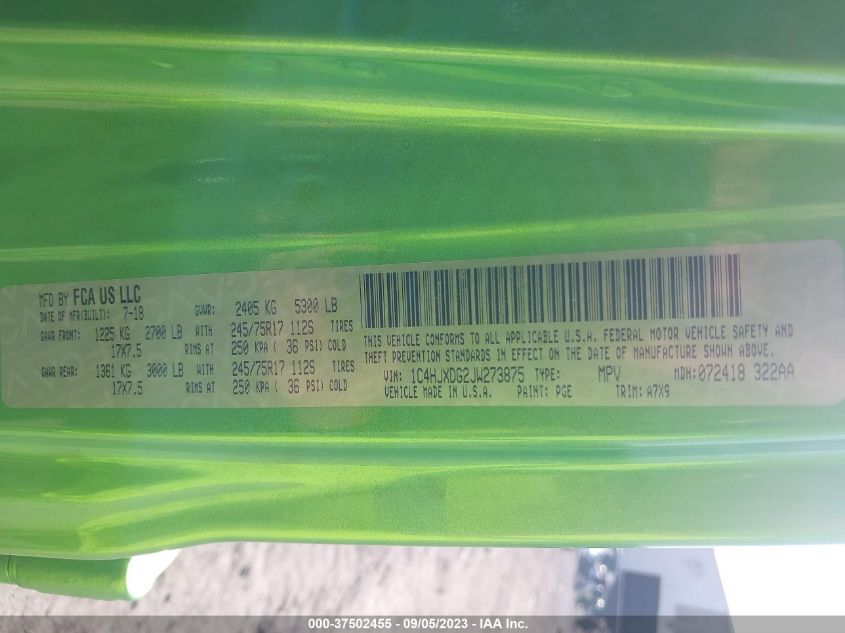 MFD BY FCA US LLC
DATE OF MFR(BUILT): 7-18 GVWR: 2405 KG 5300 LB
GAWR FRONT: 1225 KG 2700 LB WITH 245/75R17 112S TIRES
17X7.5 RIMS AT 250 KPA ( 36 PSI) COLD
GAWR REAR: 1361 KG 3000 LB WITH 245/75R17 112S TIRES
17X7.5 RIMS AT 250 KPA ( 36 PSI) COLD
THIS VEHICLE CONFORMS TO ALL APPLICABLE U.S.A. FEDERAL MOTOR VEHICLE SAFETY AND
THEFT PREVENTION STANDARDS IN EFFECT ON THE DATE OF MANUFACTURE SHOWN ABOVE.
VIN: 1C4HJXDG2JW273875 TYPE: MPV MDH:072418 322AA
VEHICLE MADE IN U.S.A. PAINT: PGE TRIM: A7X9
000-37502455 - 09/05/2023 - IAA Inc.